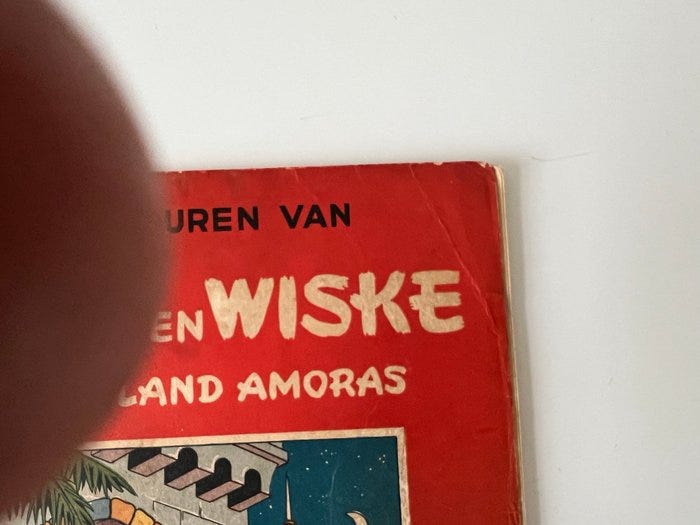 UREN VAN
EN WISKE
LAND AMORAS